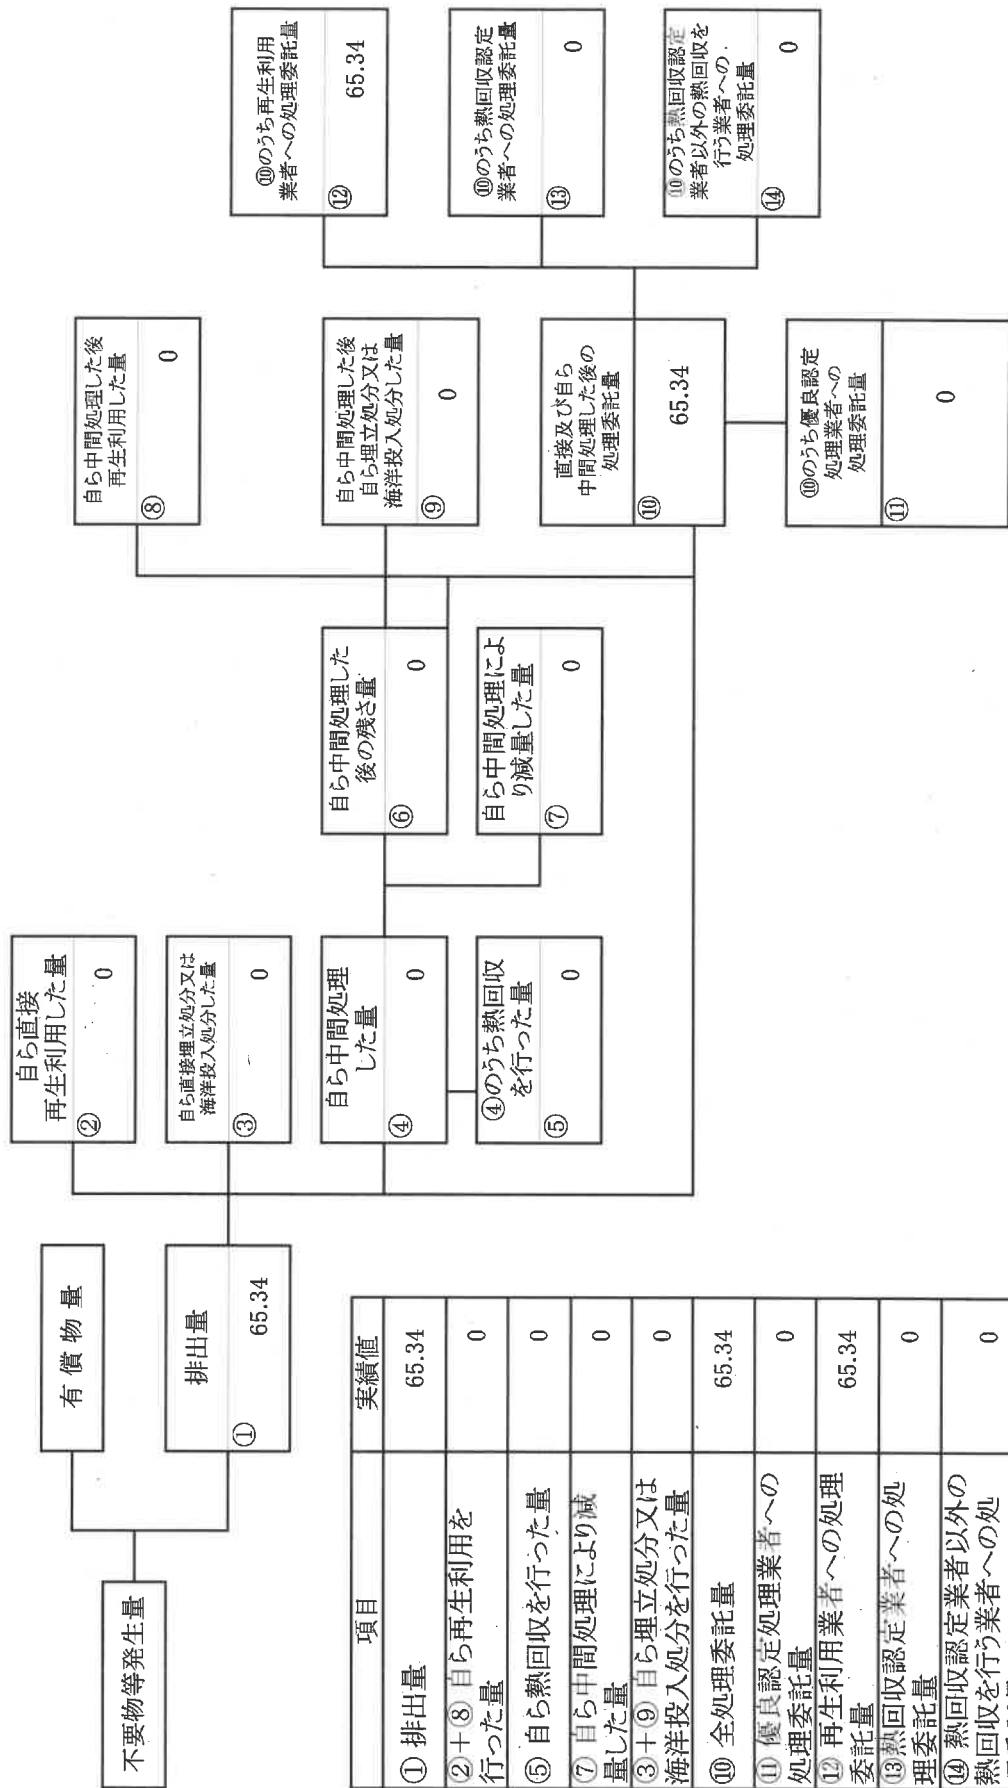 不要物等発生量
有 償 物 量
排出量
① 65.34
自ら直接
再生利用した量
② 0
自ら直接埋立処分又は
海洋投入処分した量
③ 0
自ら中間処理
した量
④ 0
④のうち熱回収
を行った量
⑤ 0
自ら中間処理した
後の残さ量
⑥ 0
自ら中間処理によ
り減量した量
⑦ 0
自ら中間処理した後
再生利用した量
⑧ 0
自ら中間処理した後
自ら埋立処分又は
海洋投入処分した量
⑨ 0
直接及び自ら
中間処理した後の
処理委託量
⑩ 65.34
⑩のうち優良認定
処理業者への
処理委託量
⑪ 0
⑩のうち再生利用
業者への処理委託量
⑫ 65.34
⑩のうち熱回収認定
業者への処理委託量
⑬ 0
⑩のうち熱回収認定
業者以外の熱回収を
行う業者への
処理委託量
⑭ 0
項目 実績値
① 排出量 65.34
②+⑧ 自ら再生利用を
行った量 0
⑤ 自ら熱回収を行った量 0
⑦ 自ら中間処理により減
量した量 0
③+⑨ 自ら埋立処分又は
海洋投入処分を行った量 0
⑩ 全処理委託量 65.34
⑪ 優良認定処理業者への
処理委託量 0
⑫ 再生利用業者への処理
委託量 65.34
⑬熱回収認定業者への処
理委託量 0
⑭ 熱回収認定業者以外の
熱回収を行う業者への処 0